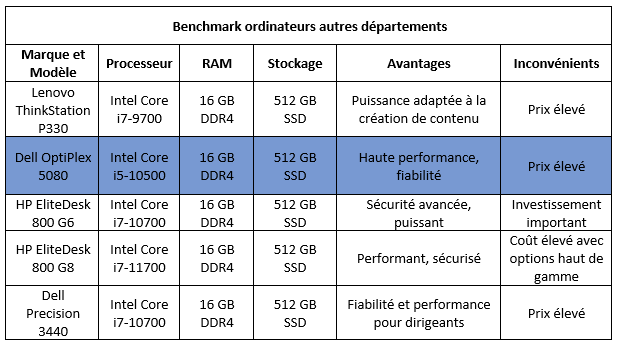 Benchmark ordinateurs autres départements
Marque et Modèle Processeur RAM Stockage Avantages Inconvénients
Lenovo ThinkStation P330 Intel Core i7-9700 16 GB DDR4 512 GB SSD Puissance adaptée à la création de contenu Prix élevé
Dell OptiPlex 5080 Intel Core i5-10500 16 GB DDR4 512 GB SSD Haute performance, fiabilité Prix élevé
HP EliteDesk 800 G6 Intel Core i7-10700 16 GB DDR4 512 GB SSD Sécurité avancée, puissant Investissement important
HP EliteDesk 800 G8 Intel Core i7-11700 16 GB DDR4 512 GB SSD Performant, sécurisé Coût élevé avec options haut de gamme
Dell Precision 3440 Intel Core i7-10700 16 GB DDR4 512 GB SSD Fiabilité et performance pour dirigeants Prix élevé